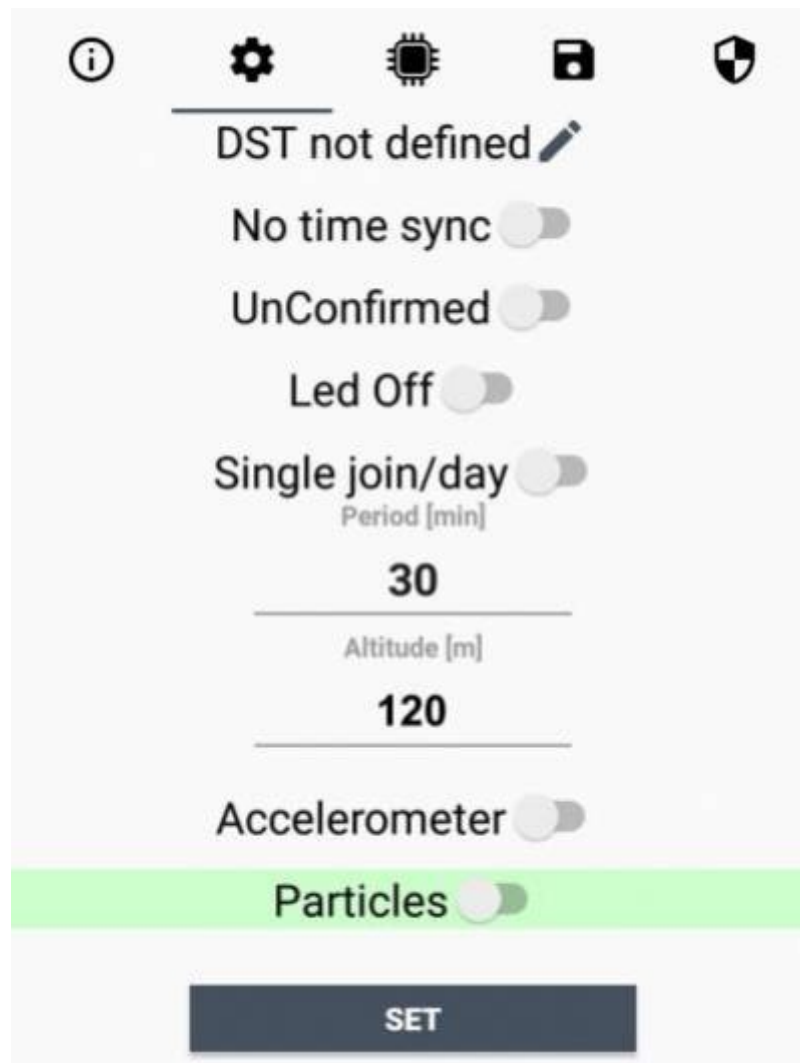 DST not defined
No time sync
UnConfirmed
Led Off
Single join/day
Period [min]
30
Altitude [m]
120
Accelerometer
Particles
SET